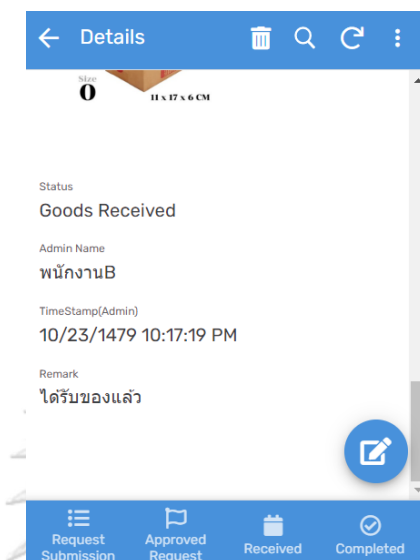 Details
Size
0
11 x 17 x 6 CM
Status
Goods Received
Admin Name
พนักงานB
TimeStamp(Admin)
10/23/1479 10:17:19 PM
Remark
ได้รับของแล้ว
Request Submission
Approved Request
Received
Completed